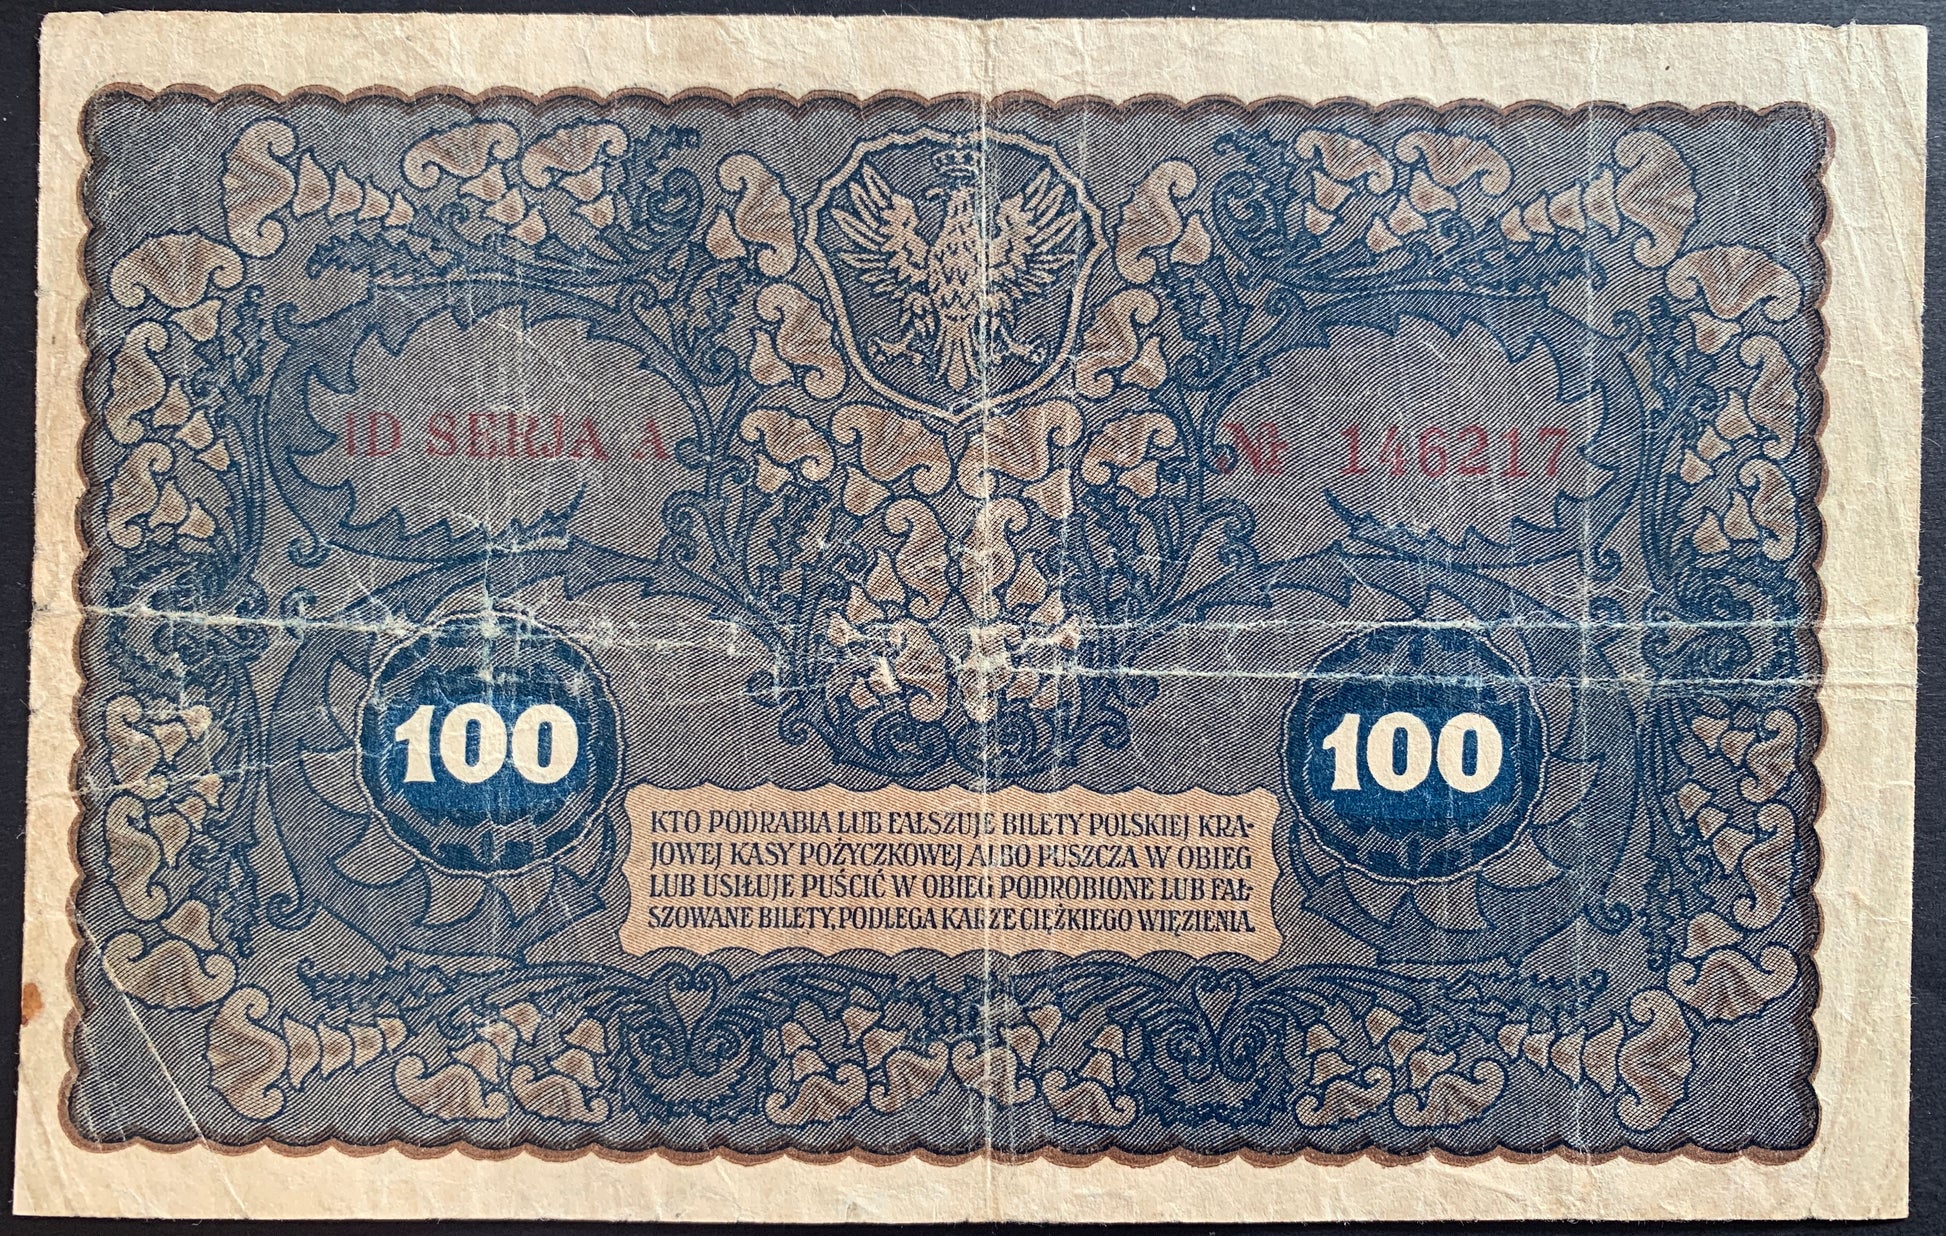 ID SERJA A
№ 146217
100
100
KTO PODRABIA LUB FAŁSZUJE BILETY POLSKIEJ KRA-
JOWEJ KASY POŻYCZKOWEJ ALBO PUSZCZA W OBIEG
LUB USIŁUJE PUŚCIĆ W OBIEG PODROBIONE LUB FAŁ-
SZOWANE BILETY, PODLEGA KARZE CIĘŻKIEGO WIĘZIENIA.